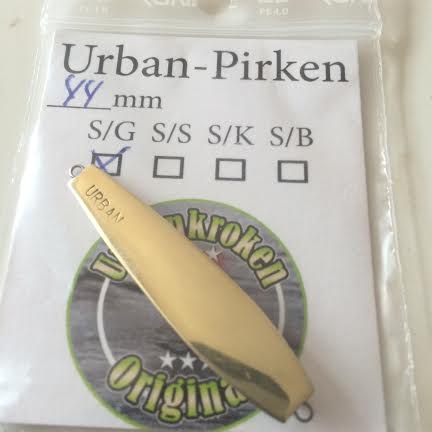 Urban-Pirken
44 mm
S/G S/S S/K S/B
URBAN
Original